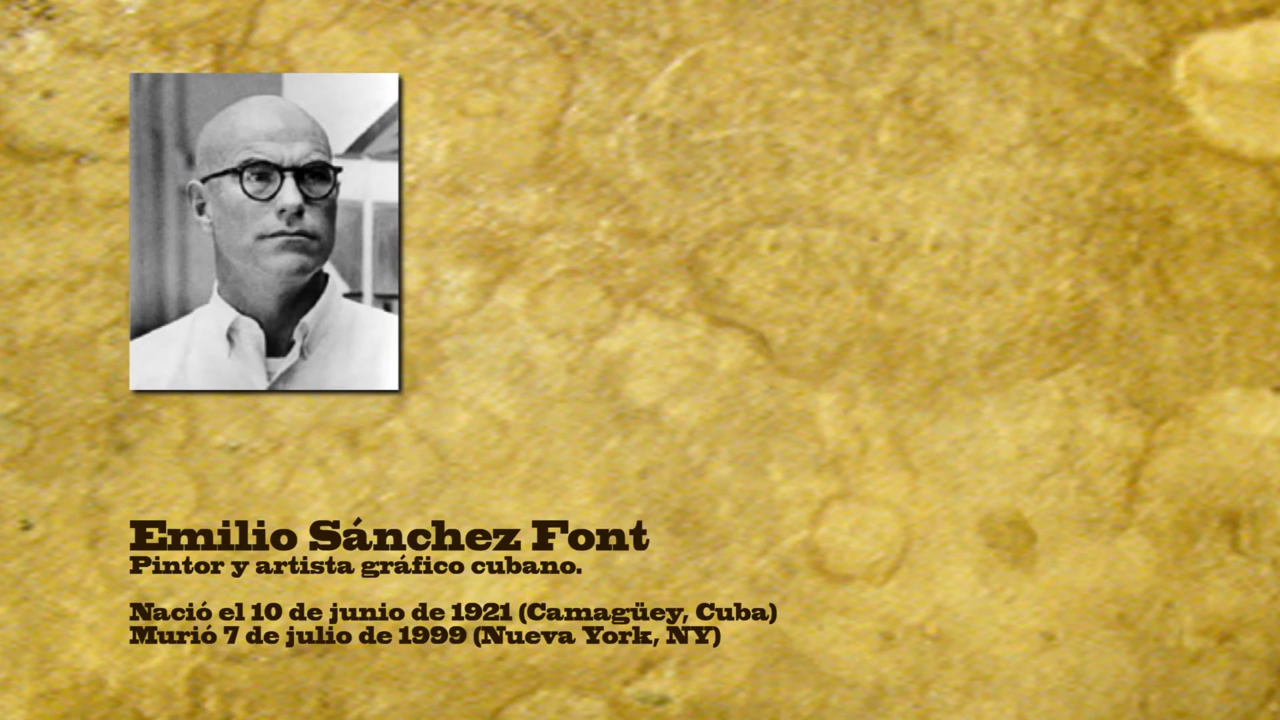 Emilio Sánchez Font
Pintor y artista gráfico cubano.
Nació el 10 de junio de 1921 (Camagüey, Cuba)
Murió 7 de julio de 1999 (Nueva York, NY)